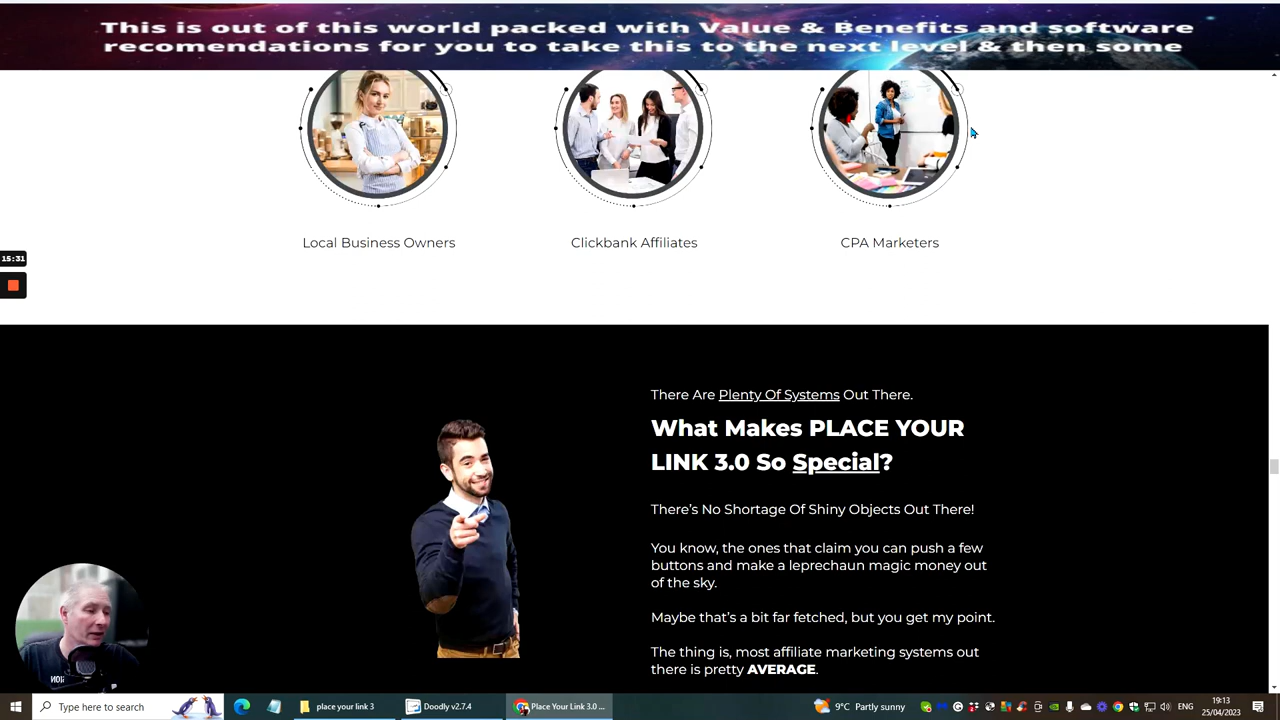 This is out of this world packed with Value & Benefits and software
recomendations for you to take this to the next level & then some
Local Business Owners
Clickbank Affiliates
CPA Marketers
15:31
There Are Plenty Of Systems Out There.
What Makes PLACE YOUR
LINK 3.0 So Special?
There's No Shortage Of Shiny Objects Out There!
You know, the ones that claim you can push a few
buttons and make a leprechaun magic money out
of the sky.
Maybe that's a bit far fetched, but you get my point.
The thing is, most affiliate marketing systems out
there is pretty AVERAGE.
Type here to search
place your link 3
Doodly v2.7.4
Place Your Link 3.0 ...
9°C Partly sunny
ENG
19:13
25/04/2023